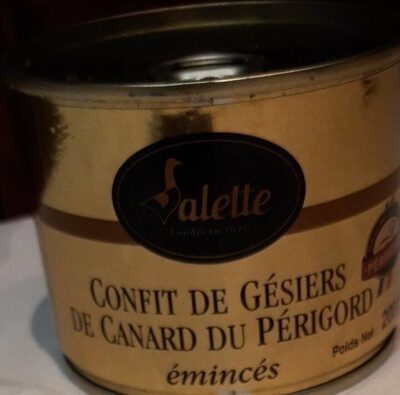 Valette
Fondée en 1920
CONFIT DE GÉSIERS
DE CANARD DU PÉRIGORD
Poids Net
émincés